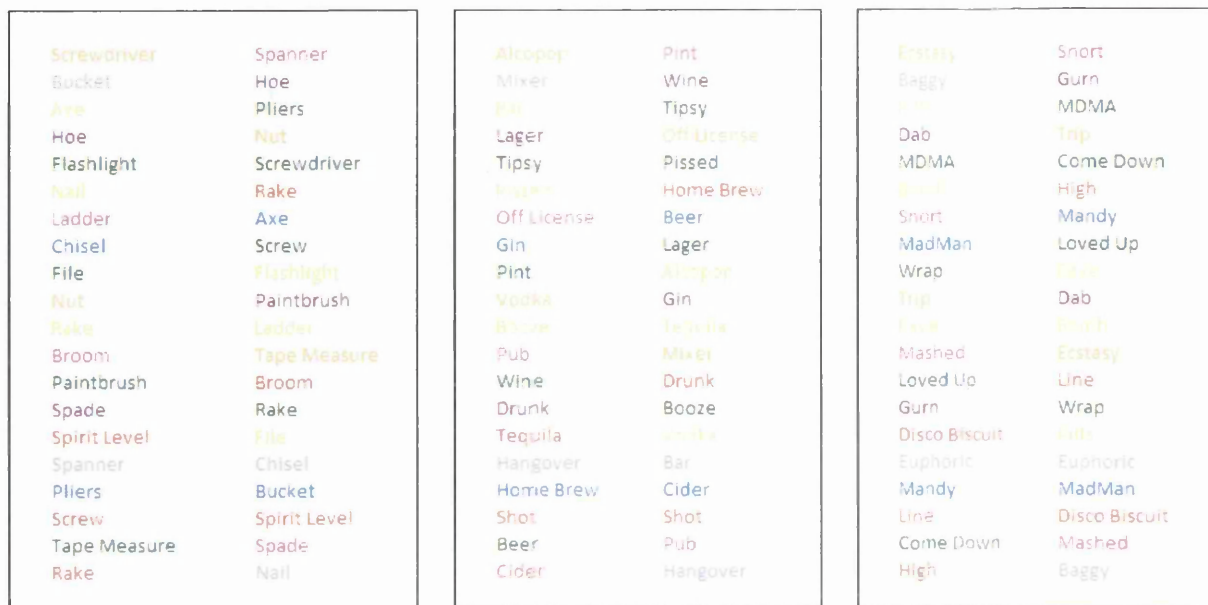 Screwdriver Spanner
Bucket Hoe
Axe Pliers
Hoe Nut
Flashlight Screwdriver
Nail Rake
Ladder Axe
Chisel Screw
File Flashlight
Nut Paintbrush
Rake Ladder
Broom Tape Measure
Paintbrush Broom
Spade Rake
Spirit Level File
Spanner Chisel
Pliers Bucket
Screw Spirit Level
Tape Measure Spade
Rake Nail
Alcopop Pint
Mixer Wine
Bar Tipsy
Lager Off License
Tipsy Pissed
Home Brew
Off License Beer
Gin Lager
Pint Alcopop
Vodka Gin
Booze Tequila
Pub Mixer
Wine Drunk
Drunk Booze
Tequila Vodka
Hangover Bar
Home Brew Cider
Shot Shot
Beer Pub
Cider Hangover
Ecstasy Snort
Baggy Gurn
MDMA
Dab Trip
MDMA Come Down
High
Snort Mandy
MadMan Loved Up
Wrap
Trip Dab
Mashed Ecstasy
Loved Up Line
Gurn Wrap
Disco Biscuit Pills
Euphoric Euphoric
Mandy MadMan
Line Disco Biscuit
Come Down Mashed
High Baggy